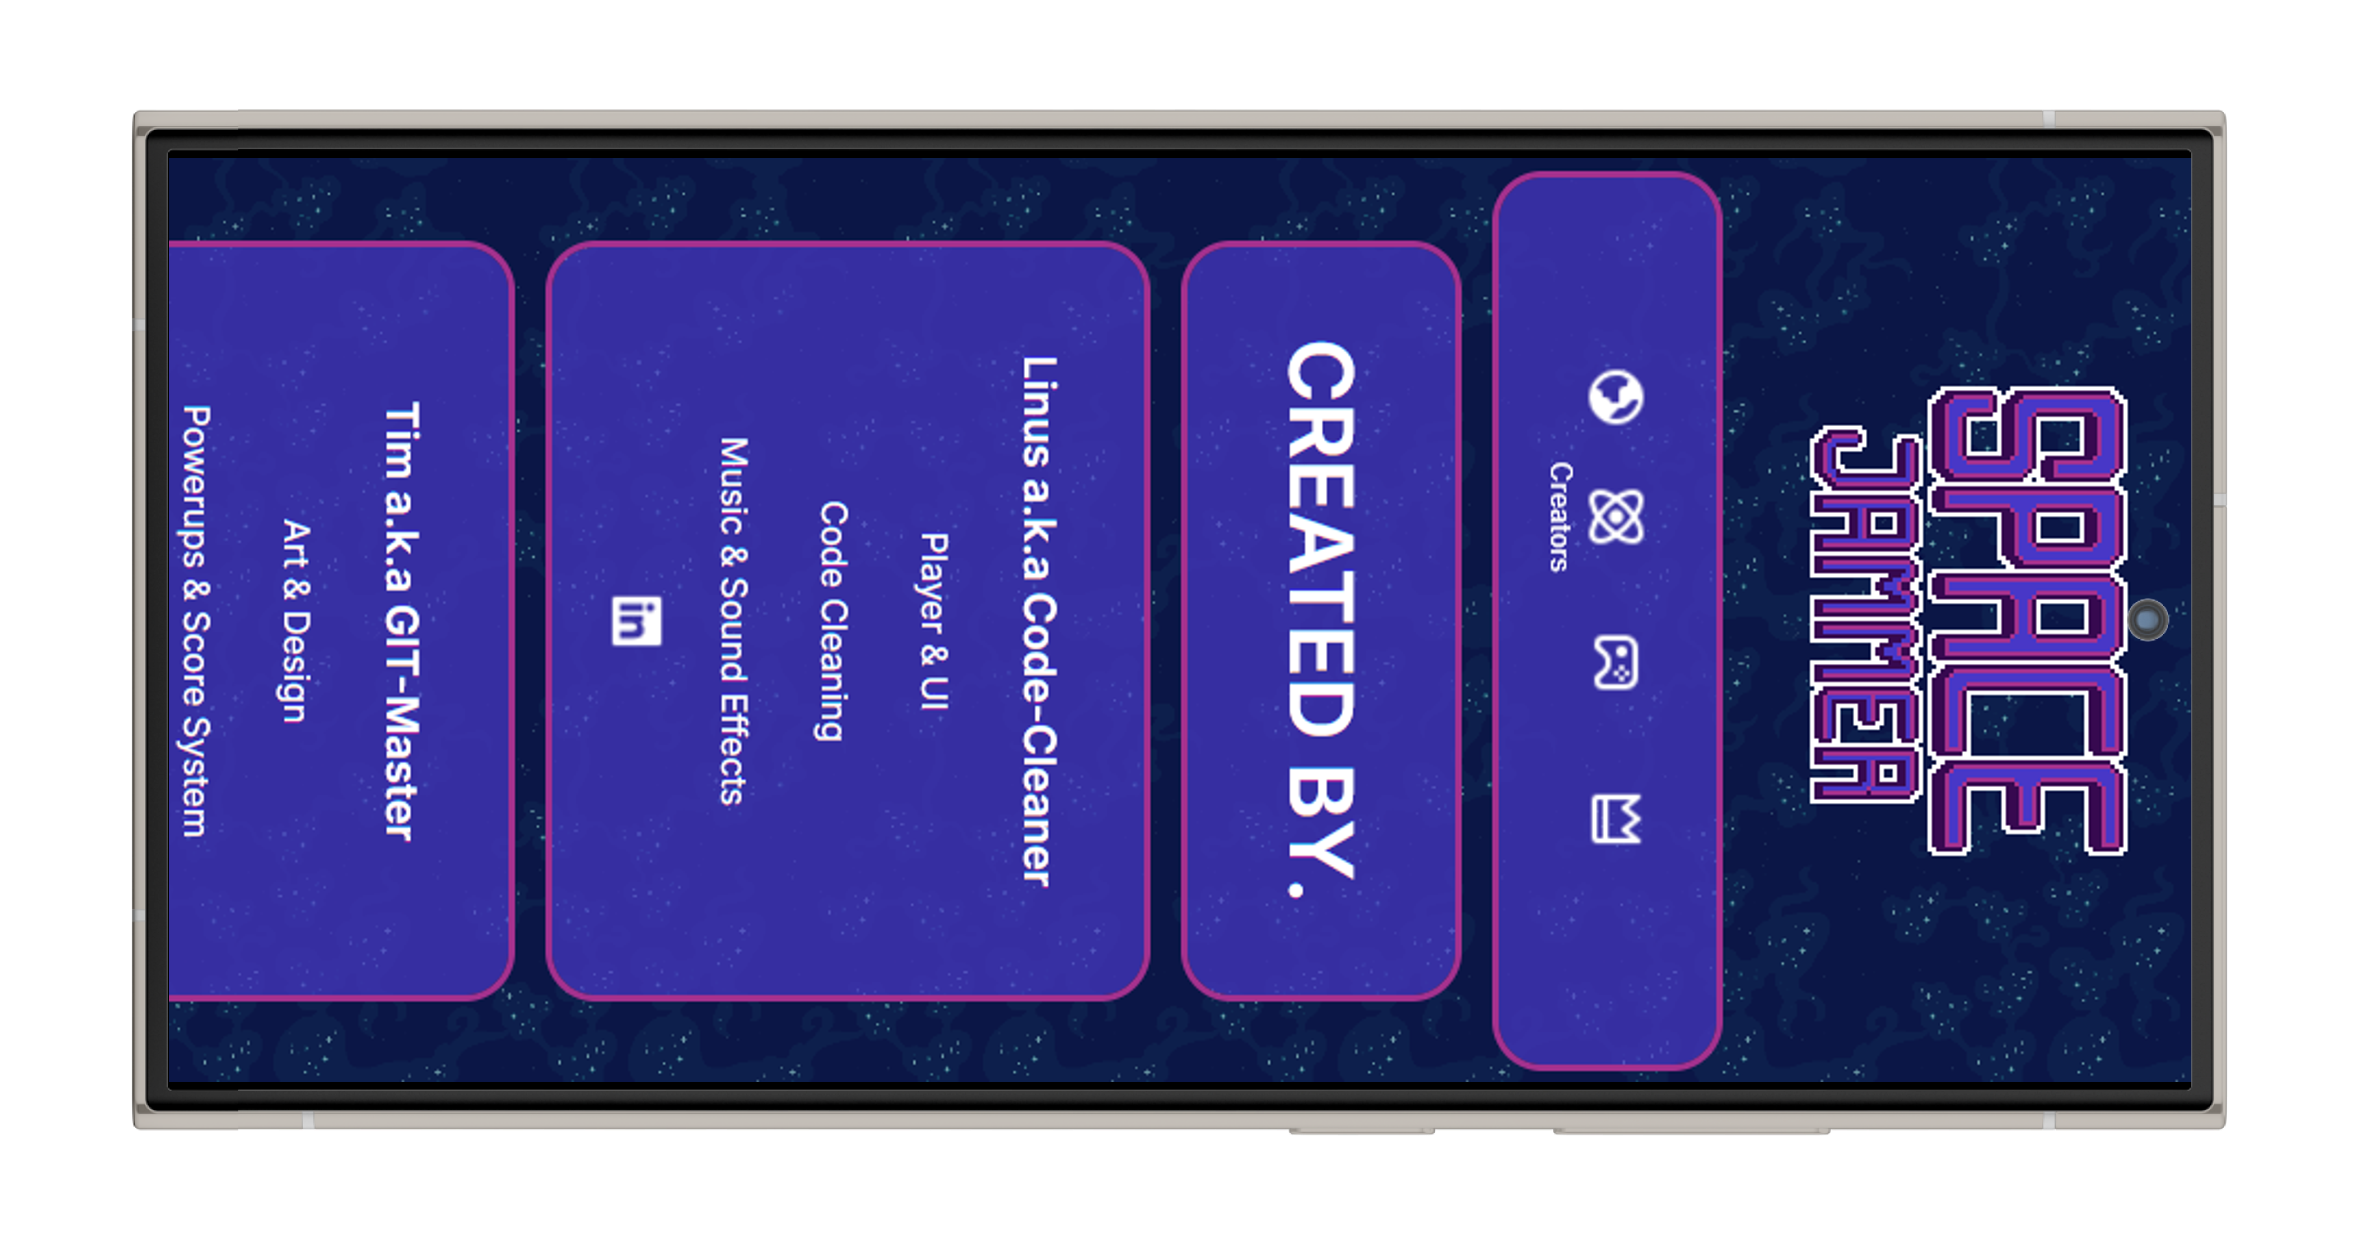 SPACE
JAMMER
Creators
CREATED BY.
Linus a.k.a Code-Cleaner
Player & UI
Code Cleaning
Music & Sound Effects
in
Tim a.k.a GIT-Master
Art & Design
Powerups & Score System